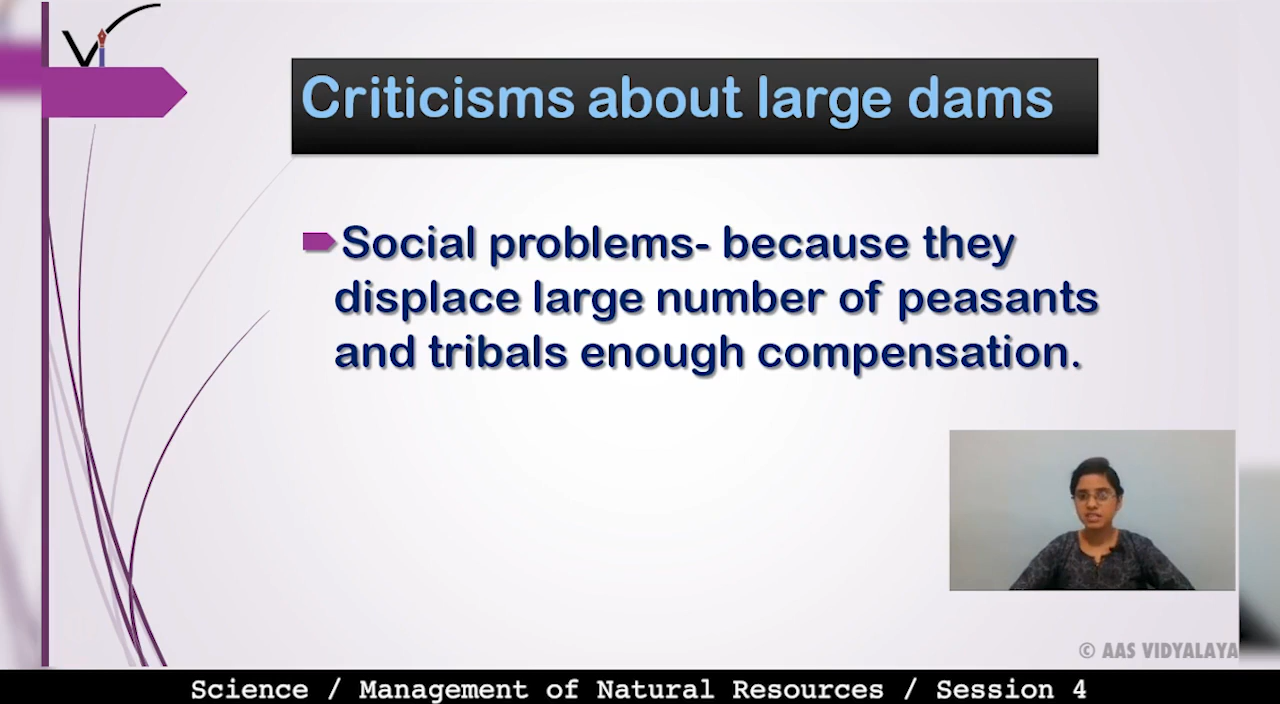 Vi
Criticisms about large dams
Social problems- because they
displace large number of peasants
and tribals enough compensation.
© AAS VIDYALAYA
Science / Management of Natural Resources / Session 4